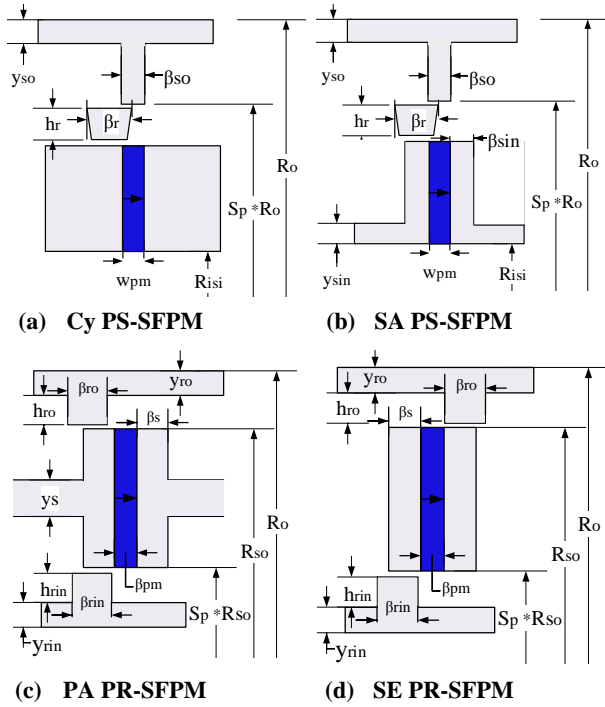 yso
βso
hr
βr
Ro
Sp *Ro
wpm
Risi
(a) Cy PS-SFPM
yso
βso
hr
βr
βsin
Ro
Sp *Ro
ysin
wpm
Risi
(b) SA PS-SFPM
βro
yro
hro
βs
ys
Ro
Rso
hrin
βpm
βrin
Sp *Rso
yrin
(c) PA PR-SFPM
yro
βro
hro
βs
Ro
Rso
hrin
βpm
βrin
Sp *Rso
yrin
(d) SE PR-SFPM